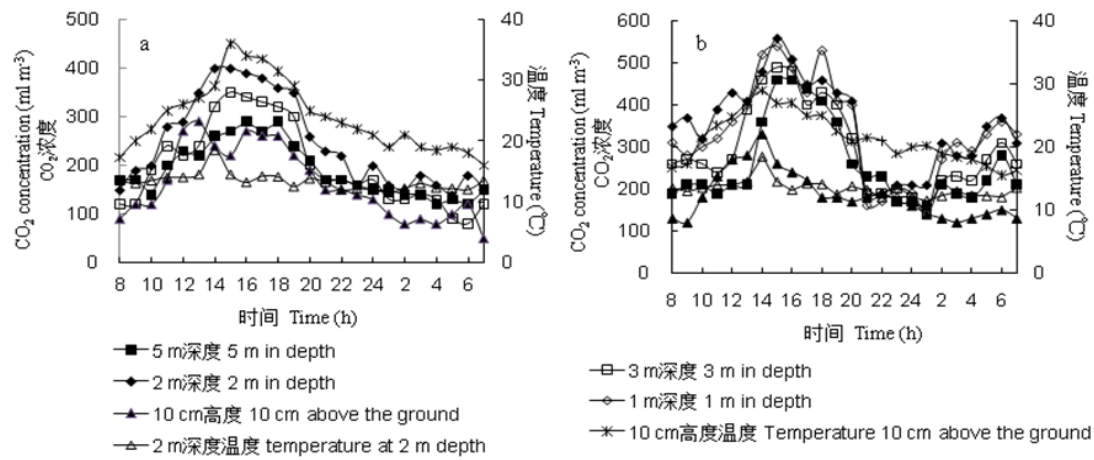 a
CO₂ concentration (ml m⁻³)
CO₂浓度
500
400
300
200
100
0
温度 Temperature (℃)
40
30
20
10
0
8 10 12 14 16 18 20 22 24 2 4 6
时间 Time (h)
5 m深度 5 m in depth
2 m深度 2 m in depth
10 cm高度 10 cm above the ground
2 m深度温度 temperature at 2 m depth
b
CO₂ concentration (ml m⁻³)
CO₂浓度
600
500
400
300
200
100
0
温度 Temperature (℃)
40
30
20
10
0
8 10 12 14 16 18 20 22 24 2 4 6
时间 Time (h)
3 m深度 3 m in depth
1 m深度 1 m in depth
10 cm高度温度 Temperature 10 cm above the ground